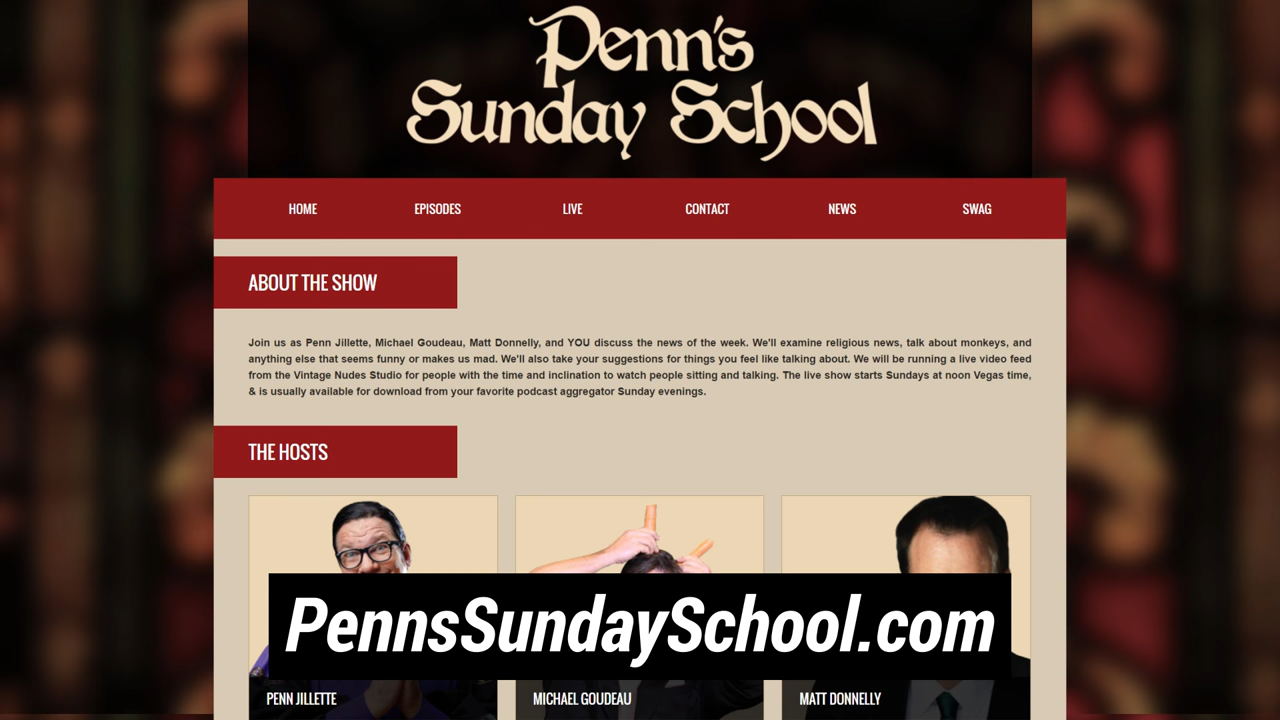 Penn's
Sunday School
HOME EPISODES LIVE CONTACT NEWS SWAG
ABOUT THE SHOW
Join us as Penn Jillette, Michael Goudeau, Matt Donnelly, and YOU discuss the news of the week. We'll examine religious news, talk about monkeys, and
anything else that seems funny or makes us mad. We'll also take your suggestions for things you feel like talking about. We will be running a live video feed
from the Vintage Nudes Studio for people with the time and inclination to watch people sitting and talking. The live show starts Sundays at noon Vegas time,
& is usually available for download from your favorite podcast aggregator Sunday evenings.
THE HOSTS
PennsSundaySchool.com
PENN JILLETTE MICHAEL GOUDEAU MATT DONNELLY